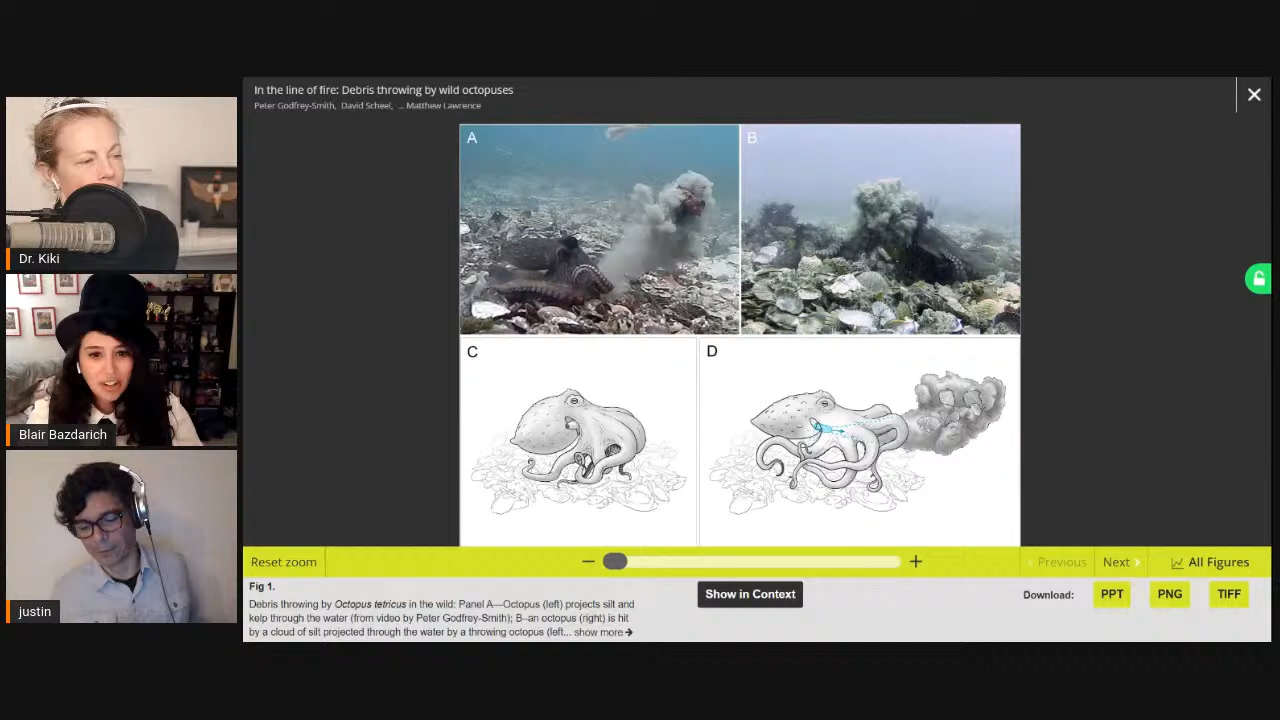 In the line of fire: Debris throwing by wild octopuses
Peter Godfrey-Smith, David Scheel, ... Matthew Lawrence
A
B
Dr. Kiki
Blair Bazdarich
justin
C
D
Reset zoom
Previous
Next
All Figures
Fig 1.
Debris throwing by Octopus tetricus in the wild: Panel A—Octopus (left) projects silt and
kelp through the water (from video by Peter Godfrey-Smith); B–an octopus (right) is hit
by a cloud of silt projected through the water by a throwing octopus (left... show more
Show in Context
Download:
PPT
PNG
TIFF